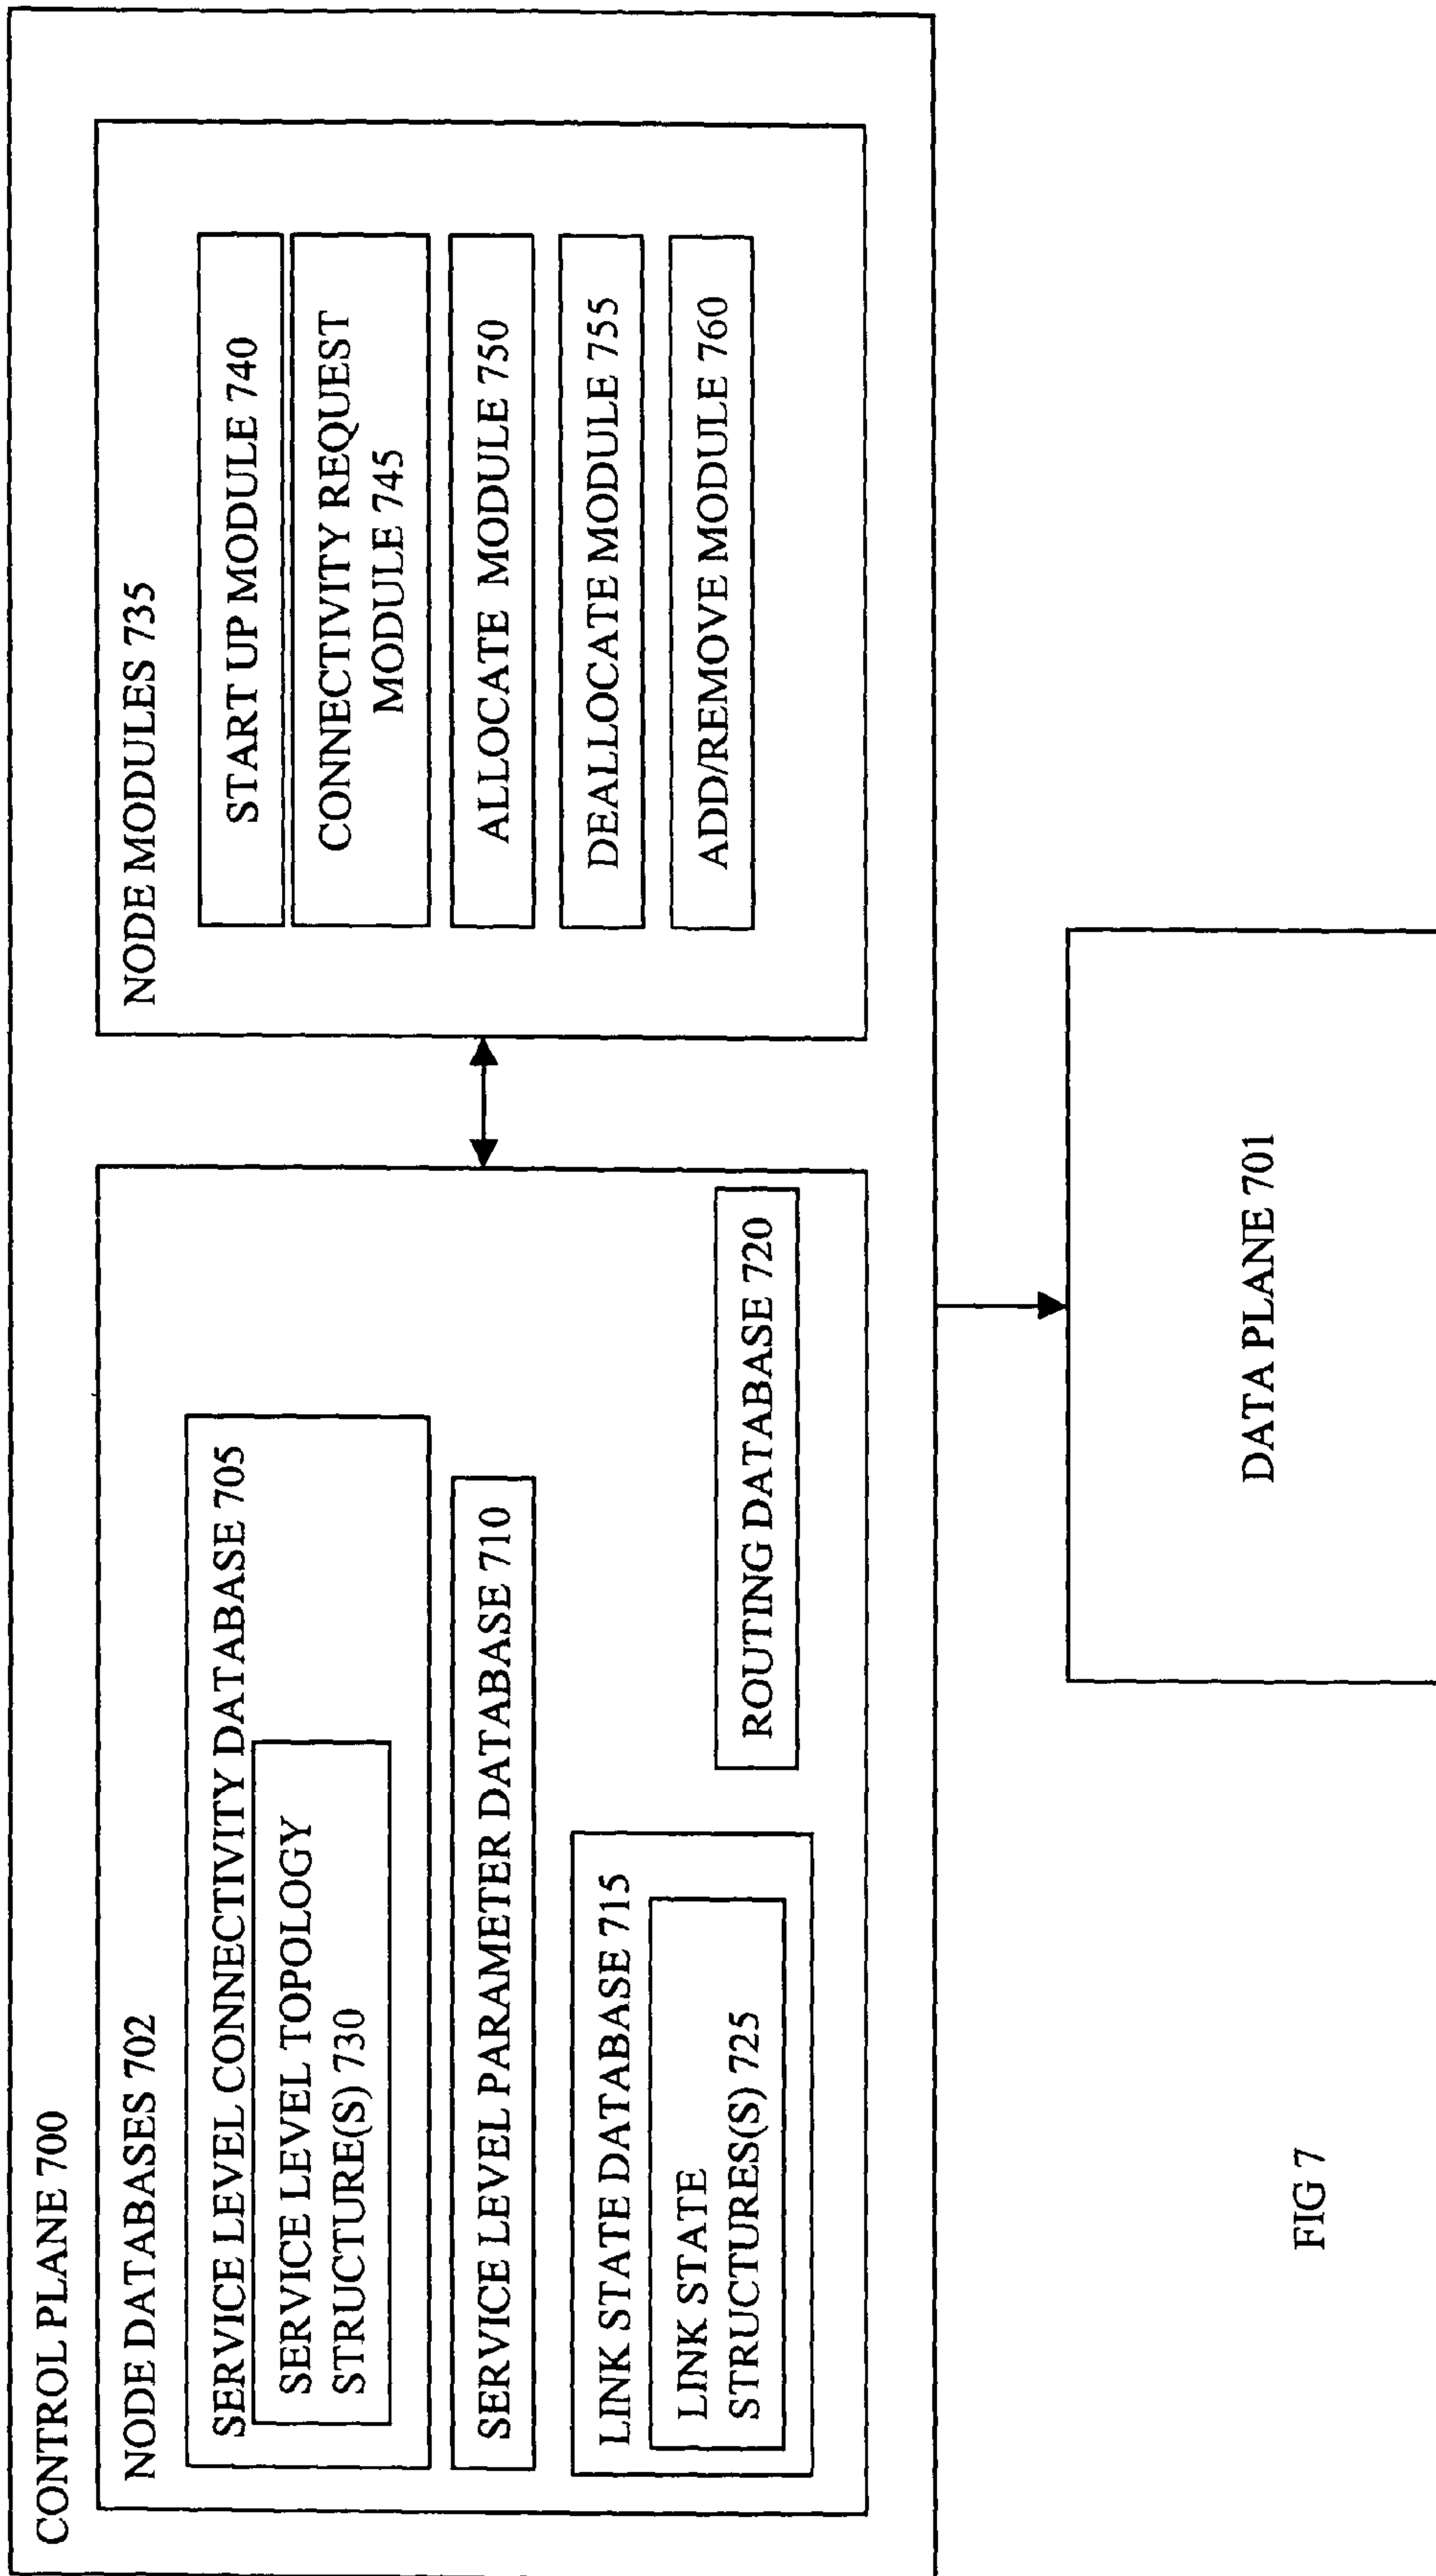 CONTROL PLANE 700
NODE DATABASES 702
SERVICE LEVEL CONNECTIVITY DATABASE 705
SERVICE LEVEL TOPOLOGY
STRUCTURE(S) 730
SERVICE LEVEL PARAMETER DATABASE 710
LINK STATE DATABASE 715
LINK STATE
STRUCTURES(S) 725
ROUTING DATABASE 720
NODE MODULES 735
START UP MODULE 740
CONNECTIVITY REQUEST
MODULE 745
ALLOCATE MODULE 750
DEALLOCATE MODULE 755
ADD/REMOVE MODULE 760
DATA PLANE 701
FIG 7